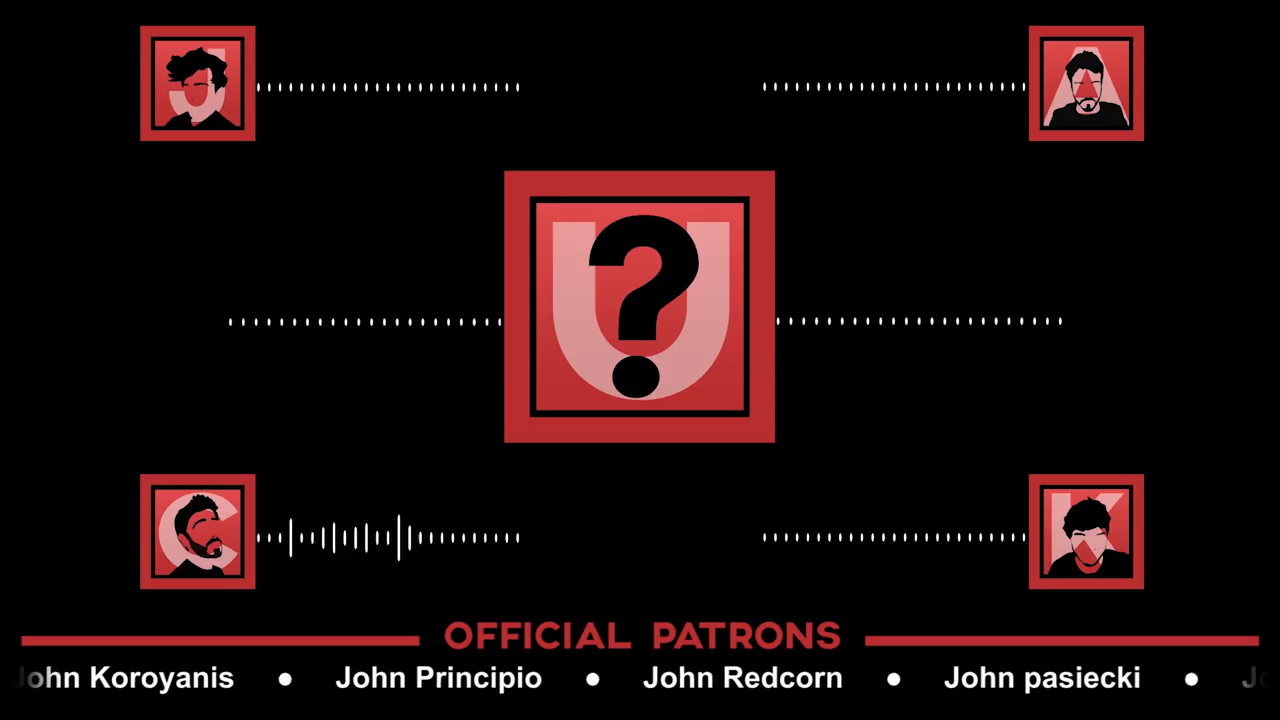 J
A
U
?
C
K
OFFICIAL PATRONS
John Koroyanis • John Principio • John Redcorn • John pasiecki •